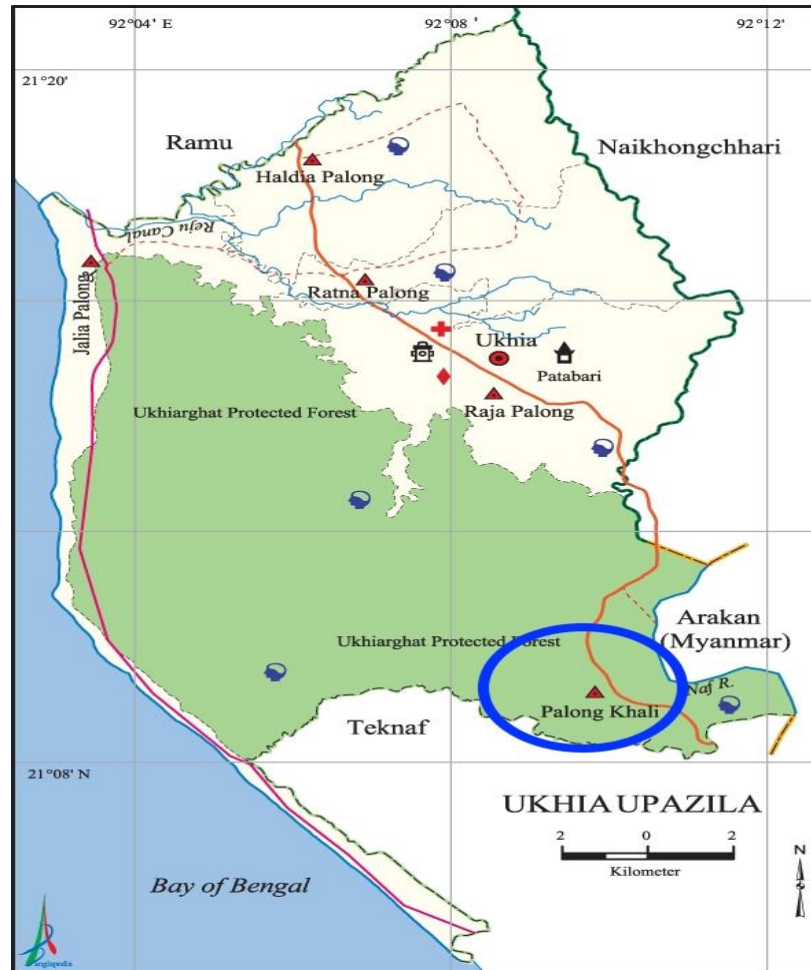 92°04' E
92°08 '
92°12'
21°20'
Ramu
Naikhongchhari
Haldia Palong
Reju Canal
Jalia Palong
Ratna Palong
Ukhia
Patabari
Ukhiarghat Protected Forest
Raja Palong
Arakan
(Myanmar)
Ukhiarghat Protected Forest
Naf R.
Palong Khali
Teknaf
21°08' N
UKHIA UPAZILA
2 0 2
Kilometer
N
Bay of Bengal
anglapedia